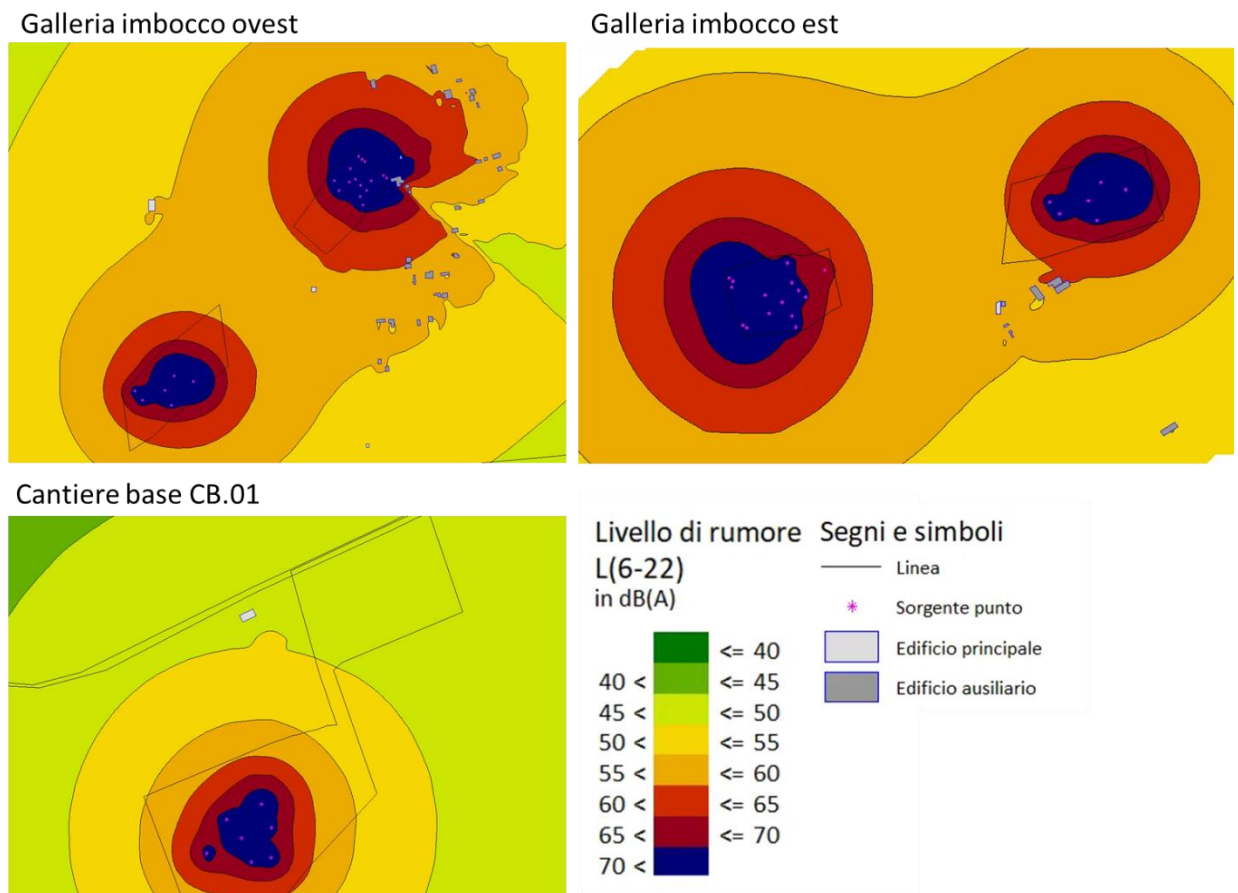 Galleria imbocco ovest
Galleria imbocco est
Cantiere base CB.01
Livello di rumore
L(6-22)
in dB(A)
<= 40
40 < <= 45
45 < <= 50
50 < <= 55
55 < <= 60
60 < <= 65
65 < <= 70
70 <
Segni e simboli
Linea
Sorgente punto
Edificio principale
Edificio ausiliario